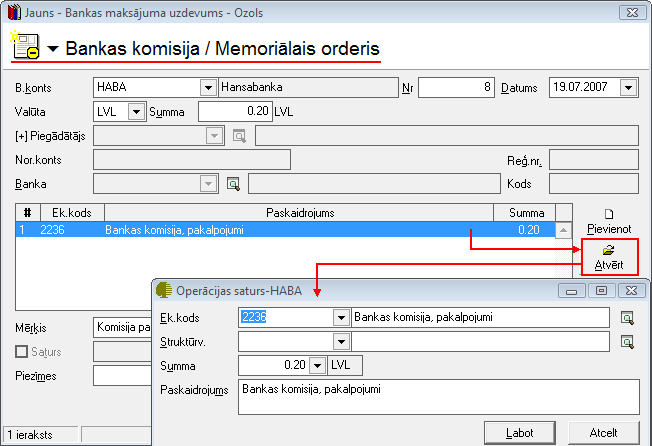 Jauns - Bankas maksājuma uzdevums - Ozols
Bankas komisija / Memoriālais orderis
B.konts HABA Hansabanka Nr 8 Datums 19.07.2007
Valūta LVL Summa 0.20 LVL
[+] Piegādātājs
Nor.konts Reģ.nr.
Banka Kods
# Ek.kods Paskaidrojums Summa
1 2236 Bankas komisija, pakalpojumi 0.20
Pievienot
Atvērt
Operācijas saturs-HABA
Ek.kods 2236 Bankas komisija, pakalpojumi
Struktūrv.
Summa 0.20 LVL
Paskaidrojums Bankas komisija, pakalpojumi
Labot Atcelt
Mērķis Komisija pa
Saturs
Piezīmes
1 ieraksts